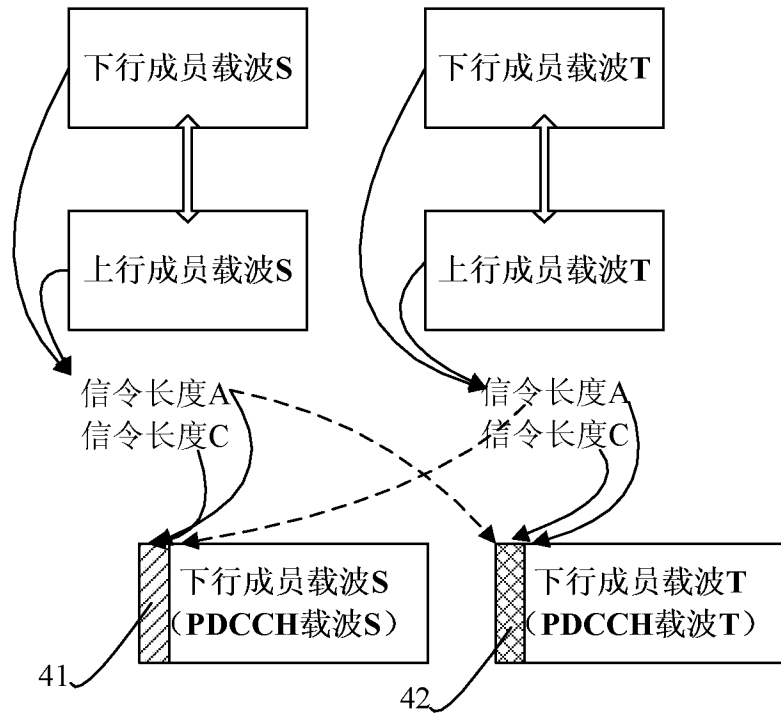 下行成员载波S
下行成员载波T
上行成员载波S
上行成员载波T
信令长度A
信令长度C
信令长度A
信令长度C
下行成员载波S
（PDCCH载波S）
下行成员载波T
（PDCCH载波T）
41
42